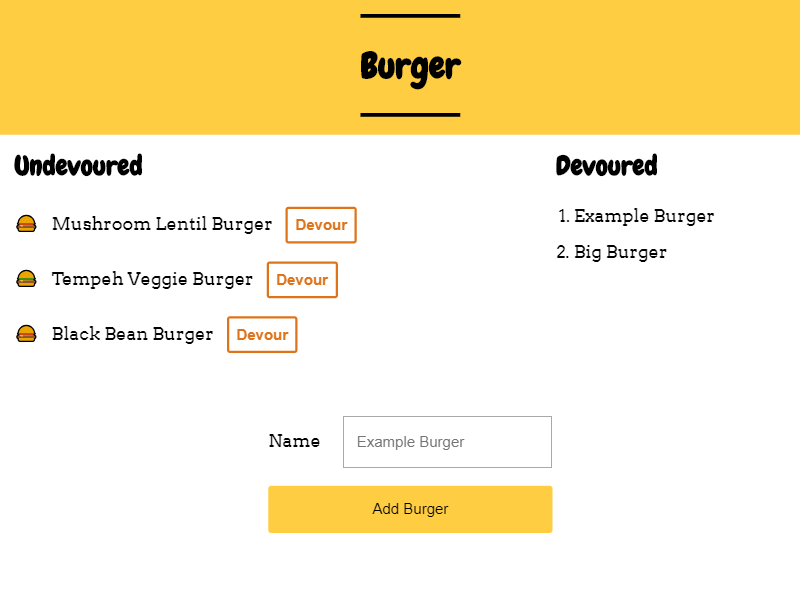 Burger
Undevoured
Mushroom Lentil Burger Devour
Tempeh Veggie Burger Devour
Black Bean Burger Devour
Devoured
1. Example Burger
2. Big Burger
Name Example Burger
Add Burger